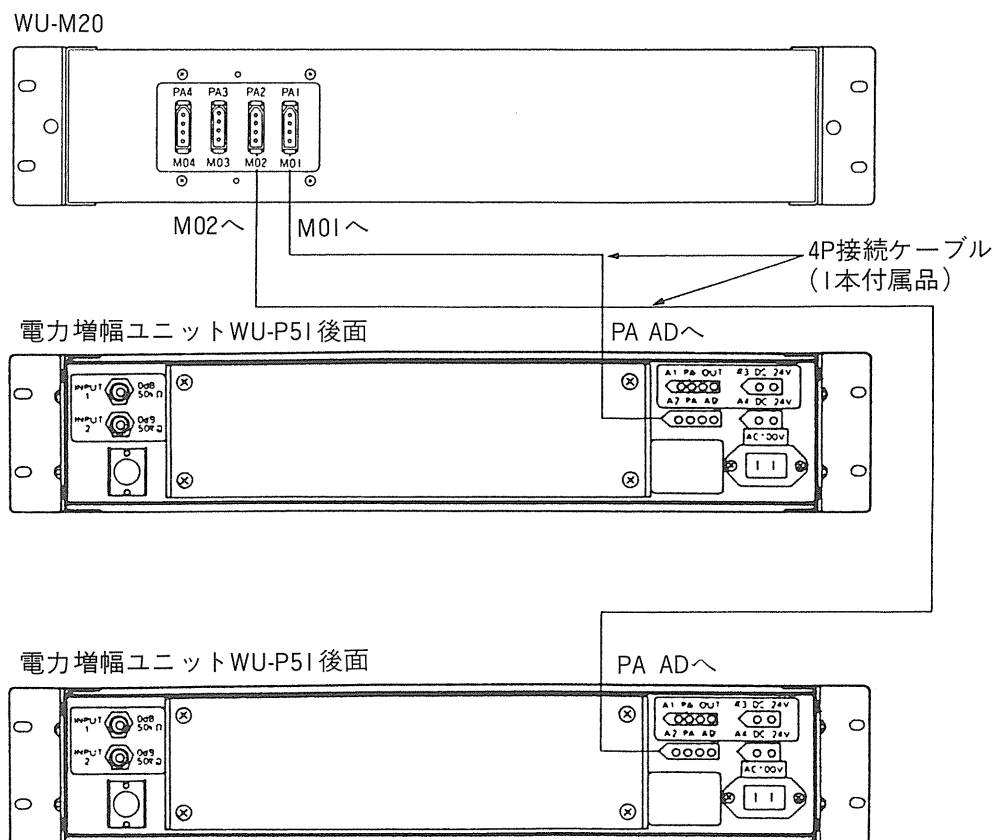 WU-M20
PA4 PA3 PA2 PA1
M04 M03 M02 M01
M02へ M01へ
4P接続ケーブル
(1本付属品)
電力増幅ユニットWU-P51後面
PA ADへ
INPUT 1 0dB 50kΩ
A1 PA OUT #3 DC 24V
INPUT 2 0dB 50kΩ
A2 PA AD A4 DC 24V
AC100V
電力増幅ユニットWU-P51後面
PA ADへ
INPUT 1 0dB 50kΩ
A1 PA OUT #3 DC 24V
INPUT 2 0dB 50kΩ
A2 PA AD A4 DC 24V
AC100V